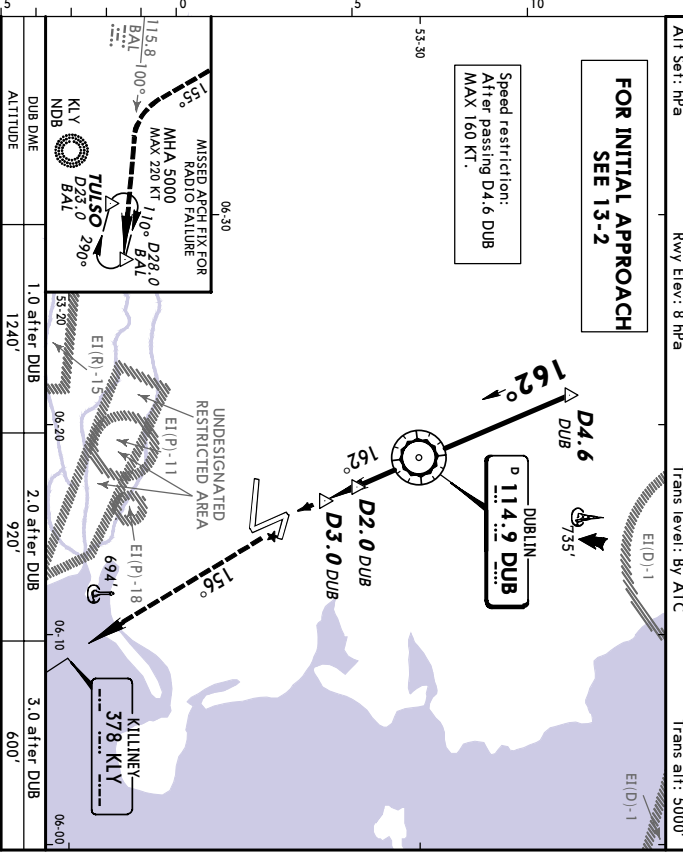 Alt Set: hPa
Rwy Elev: 8 hPa
Trans level: By ATC
Trans alt: 5000'
FOR INITIAL APPROACH
SEE 13-2
Speed restriction:
After passing D4.6 DUB
MAX 160 KT.
D4.6
DUB
162°
735'
EI(D)-1
EI(D)-1
DUBLIN
D 114.9 DUB
162°
D2.0 DUB
D3.0 DUB
156°
UNDESIGNATED
RESTRICTED AREA
EI(P)-11
EI(P)-18
EI(R)-15
694'
KILLINEY
378 KLY
MISSED APCH FIX FOR
RADIO FAILURE
MHA 5000
MAX 220 KT
155°
115.8
BAL
100°
110°
D28.0
BAL
TULSO
D23.0
BAL
290°
KLY
NDB
53-30
53-20
06-30
06-20
06-10
06-00
5
0
5
10
DUB DME
1.0 after DUB
2.0 after DUB
3.0 after DUB
ALTITUDE
1240'
920'
600'